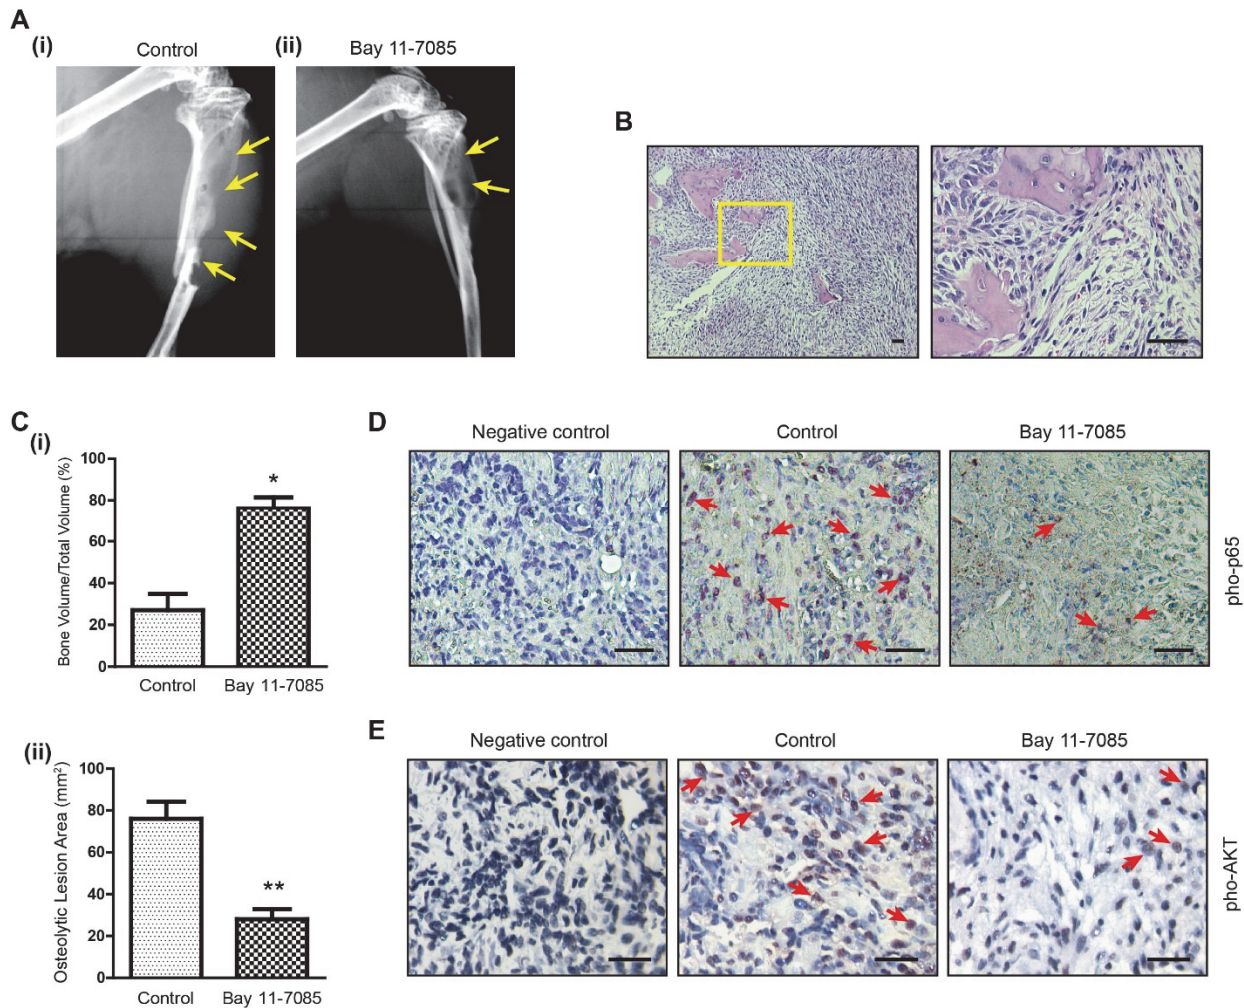 A
(i)
Control
(ii)
Bay 11-7085
B
C
(i)
Bone Volume/Total Volume (%)
100
80
60
40
20
0
*
Control
Bay 11-7085
(ii)
Osteolytic Lesion Area (mm²)
100
80
60
40
20
0
**
Control
Bay 11-7085
D
Negative control
Control
Bay 11-7085
pho-p65
E
Negative control
Control
Bay 11-7085
pho-AKT